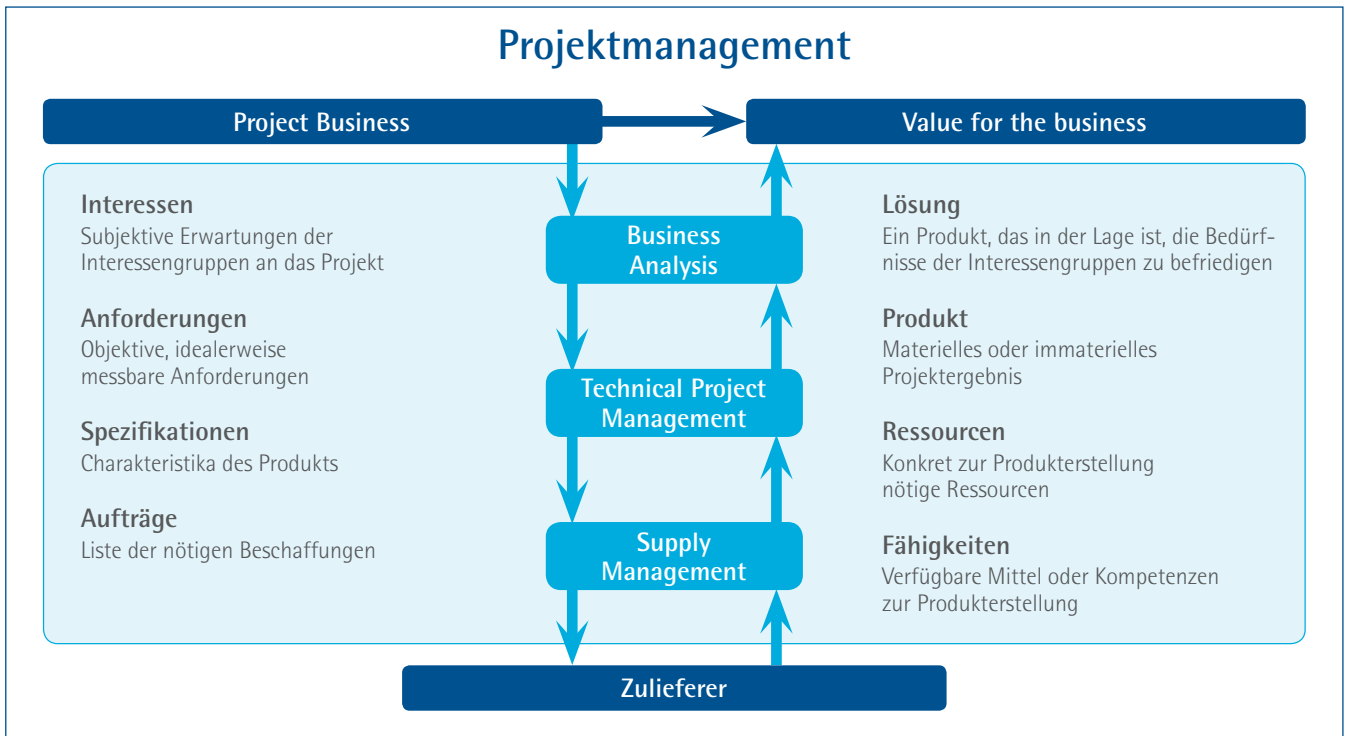 Projektmanagement
Project Business
Value for the business
Interessen
Subjektive Erwartungen der
Interessengruppen an das Projekt
Anforderungen
Objektive, idealerweise
messbare Anforderungen
Spezifikationen
Charakteristika des Produkts
Aufträge
Liste der nötigen Beschaffungen
Business
Analysis
Technical Project
Management
Supply
Management
Lösung
Ein Produkt, das in der Lage ist, die Bedürf-
nisse der Interessengruppen zu befriedigen
Produkt
Materielles oder immaterielles
Projektergebnis
Ressourcen
Konkret zur Produkterstellung
nötige Ressourcen
Fähigkeiten
Verfügbare Mittel oder Kompetenzen
zur Produkterstellung
Zulieferer